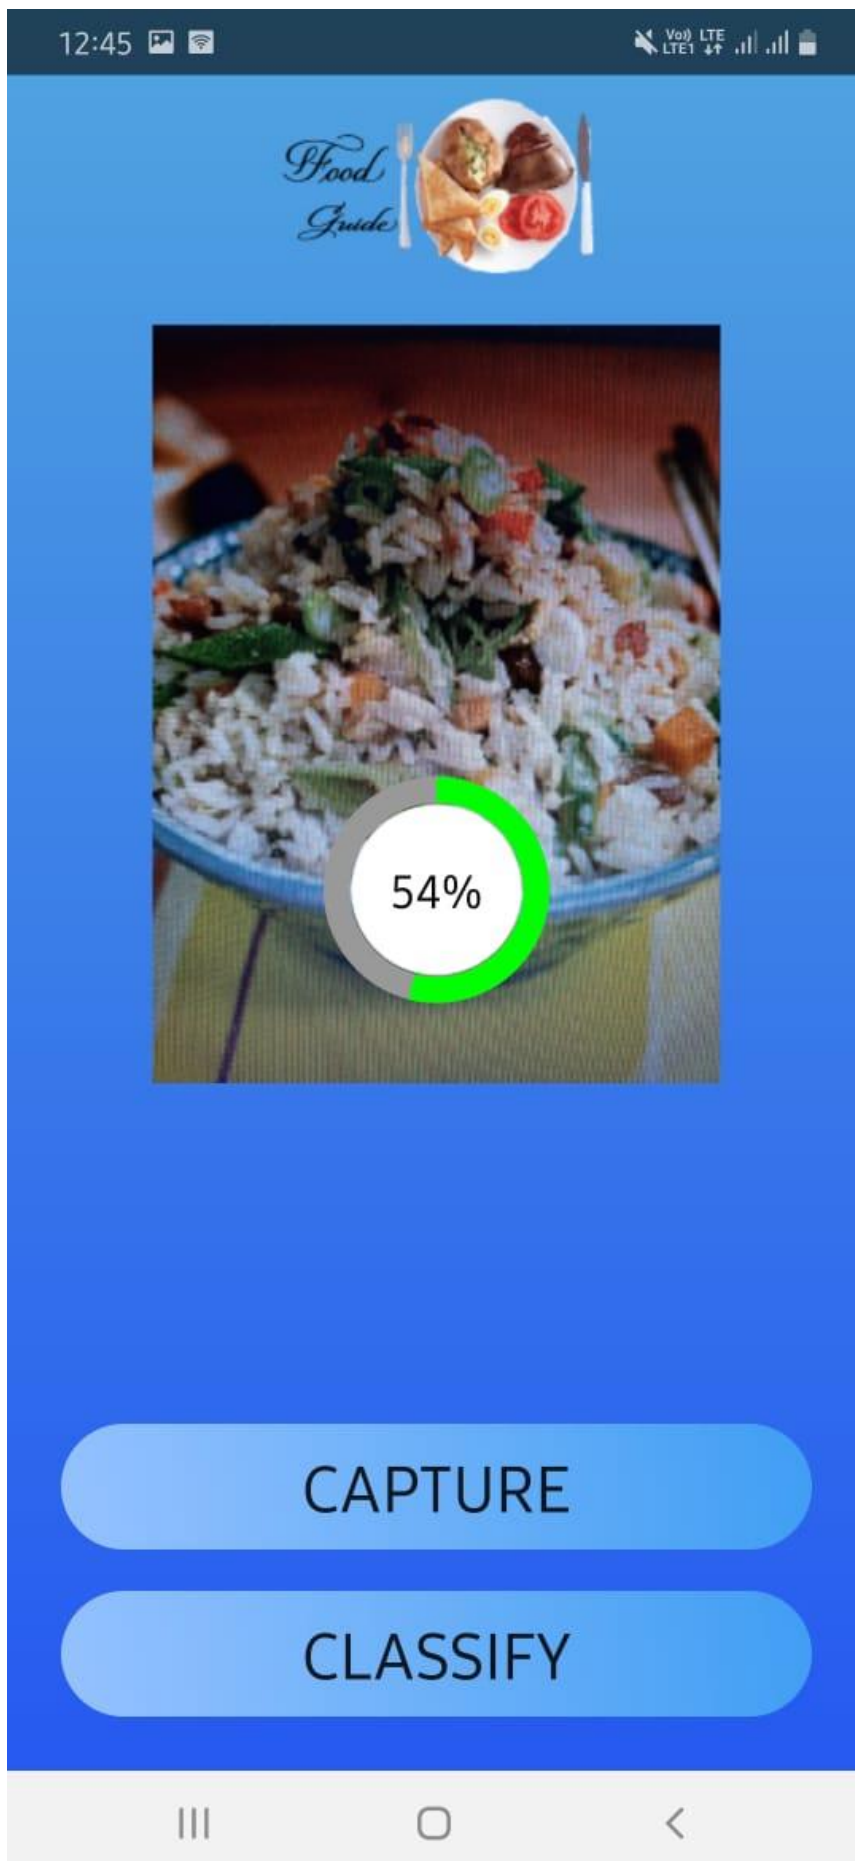 12:45
Vo)) LTE
LTE1
Food
Guide
54%
CAPTURE
CLASSIFY